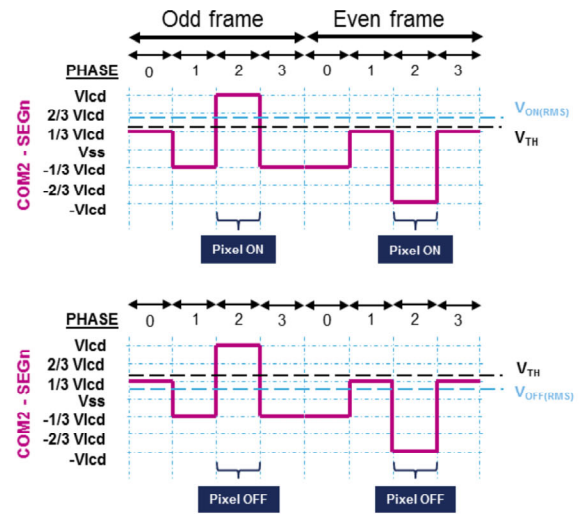 Odd frame Even frame
PHASE 0 1 2 3 0 1 2 3
Vlcd
2/3 Vlcd
1/3 Vlcd
Vss
-1/3 Vlcd
-2/3 Vlcd
-Vlcd
COM2 - SEGn
VON(RMS)
VTH
Pixel ON Pixel ON
PHASE 0 1 2 3 0 1 2 3
Vlcd
2/3 Vlcd
1/3 Vlcd
Vss
-1/3 Vlcd
-2/3 Vlcd
-Vlcd
COM2 - SEGn
VTH
VOFF(RMS)
Pixel OFF Pixel OFF